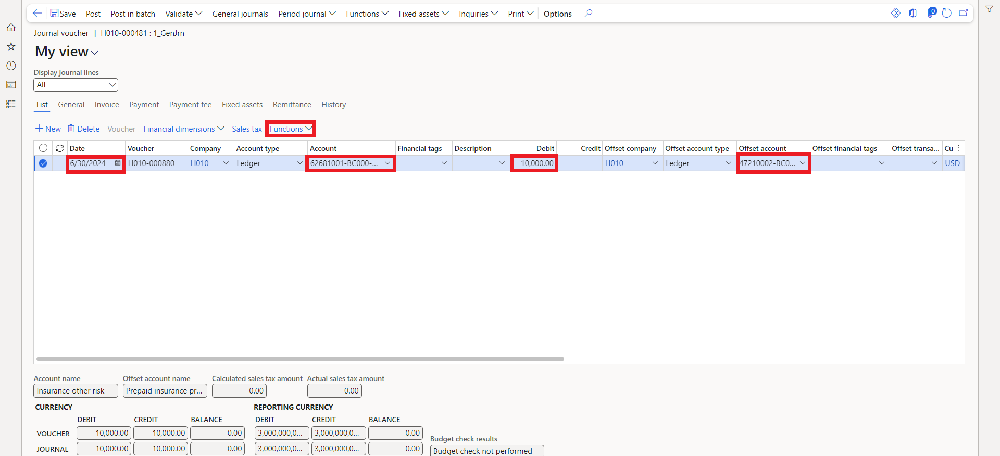 Save Post Post in batch Validate General journals Period journal Functions Fixed assets Inquiries Print Options 0
Journal voucher | H010-000481 : 1_GenJrn
My view
Display journal lines
All
List General Invoice Payment Payment fee Fixed assets Remittance History
New Delete Voucher Financial dimensions Sales tax Functions
Date Voucher Company Account type Account Financial tags Description Debit Credit Offset company Offset account type Offset account Offset financial tags Offset transa... Cu
6/30/2024 H010-000880 H010 Ledger 62681001-BC000-... 10,000.00 H010 Ledger 47210002-BC0... USD
Account name Offset account name Calculated sales tax amount Actual sales tax amount
Insurance other risk Prepaid insurance pr... 0.00 0.00
CURRENCY REPORTING CURRENCY
DEBIT CREDIT BALANCE DEBIT CREDIT BALANCE
VOUCHER 10,000.00 10,000.00 0.00 3,000,000,0... 3,000,000,0... 0.00
Budget check results
JOURNAL 10,000.00 10,000.00 0.00 3,000,000,0... 3,000,000,0... 0.00
Budget check not performed